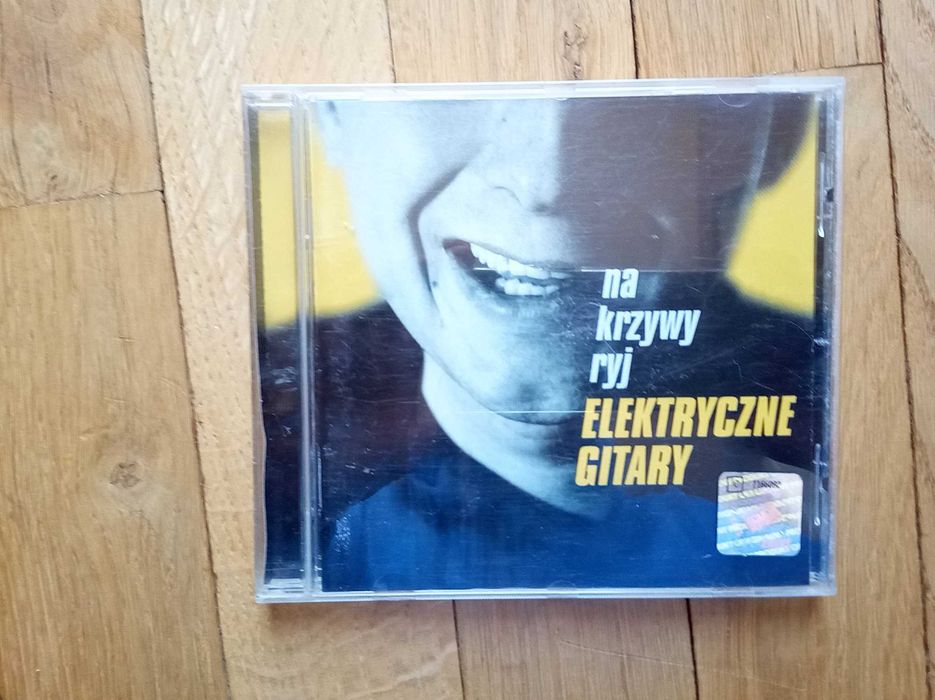 na
krzywy
ryj
ELEKTRYCZNE
GITARY